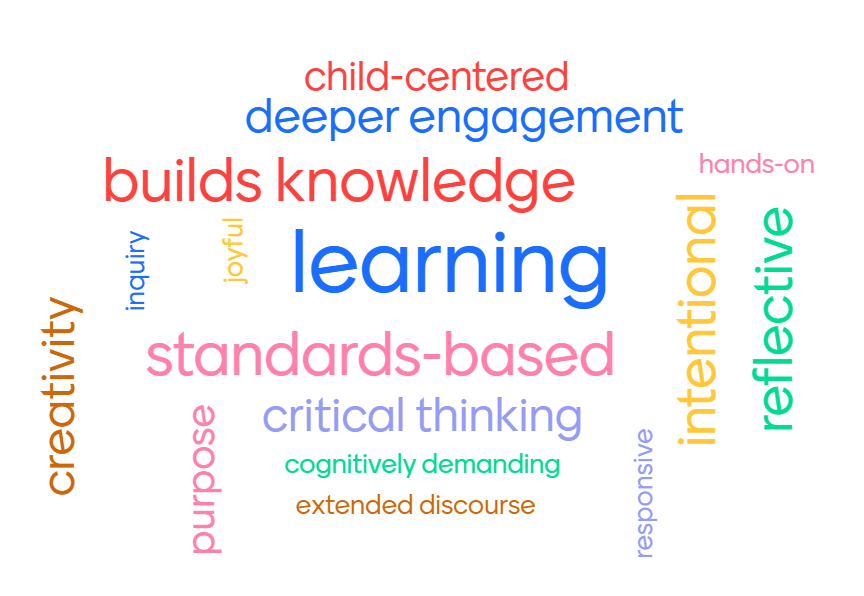 child-centered
deeper engagement
builds knowledge
hands-on
inquiry
joyful
learning
intentional
reflective
creativity
standards-based
purpose
critical thinking
cognitively demanding
responsive
extended discourse